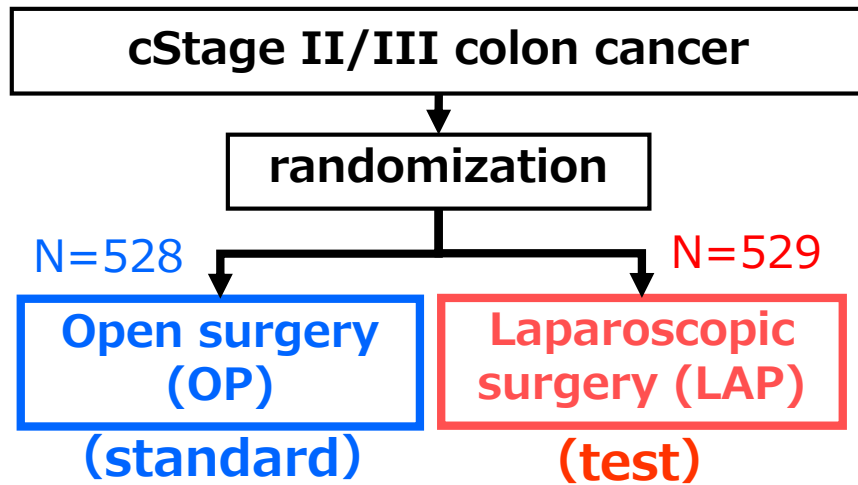 cStage II/III colon cancer
randomization
N=528
N=529
Open surgery
(OP)
Laparoscopic
surgery (LAP)
(standard)
(test)